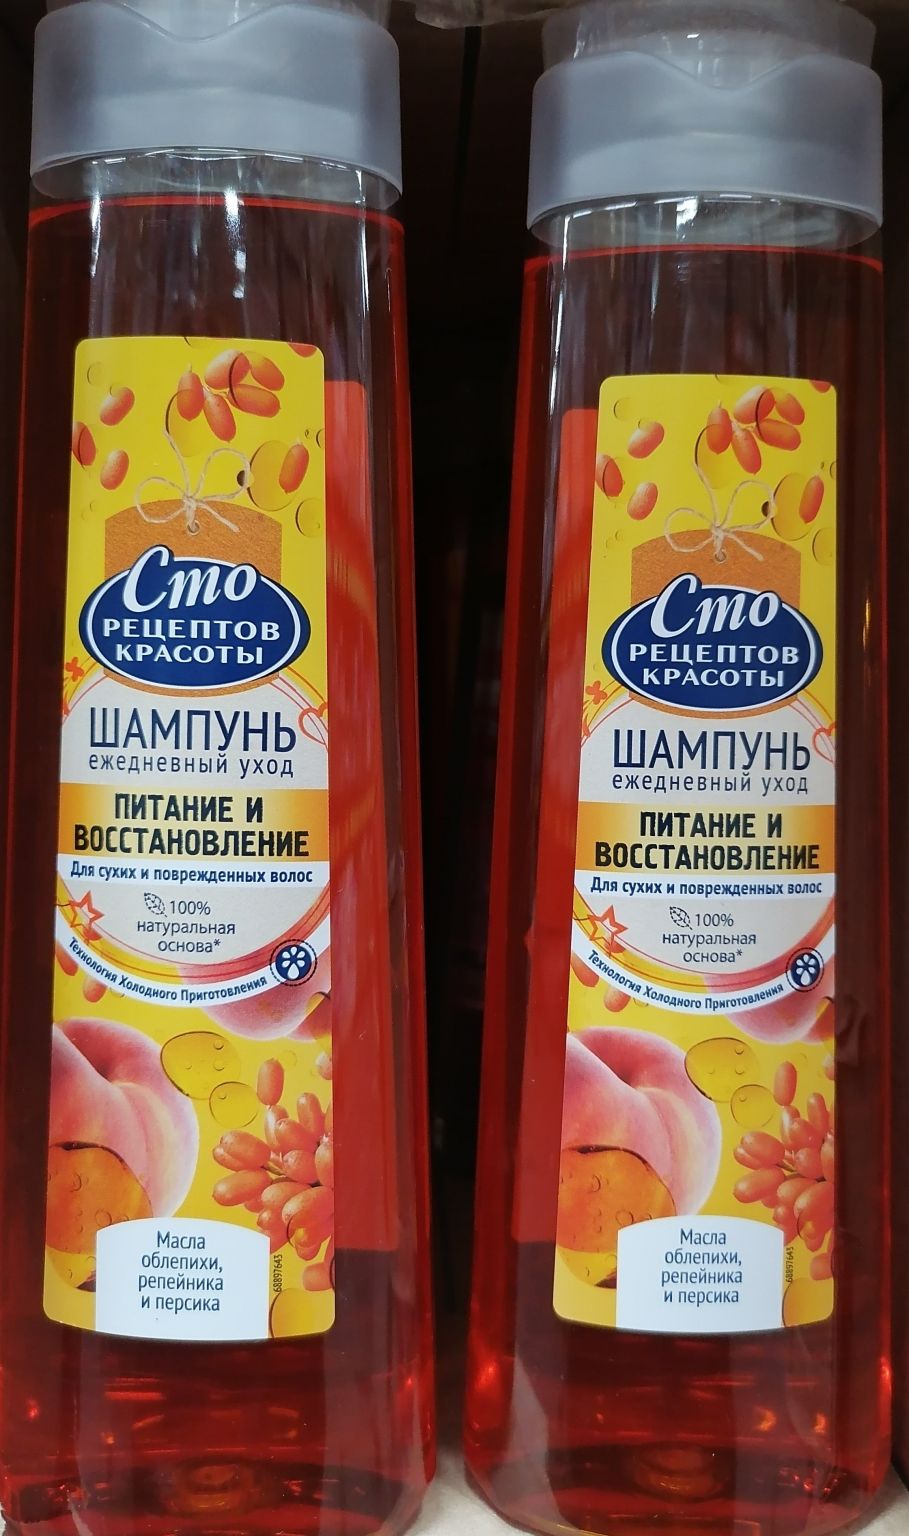 Сто
РЕЦЕПТОВ
КРАСОТЫ
ШАМПУНЬ
ежедневный уход
ПИТАНИЕ И
ВОССТАНОВЛЕНИЕ
Для сухих и поврежденных волос
100%
натуральная
основа*
Технология Холодного Приготовления
Масла
облепихи,
репейника
и персика
68897643
Сто
РЕЦЕПТОВ
КРАСОТЫ
ШАМПУНЬ
ежедневный уход
ПИТАНИЕ И
ВОССТАНОВЛЕНИЕ
Для сухих и поврежденных волос
100%
натуральная
основа*
Технология Холодного Приготовления
Масла
облепихи,
репейника
и персика
68897643